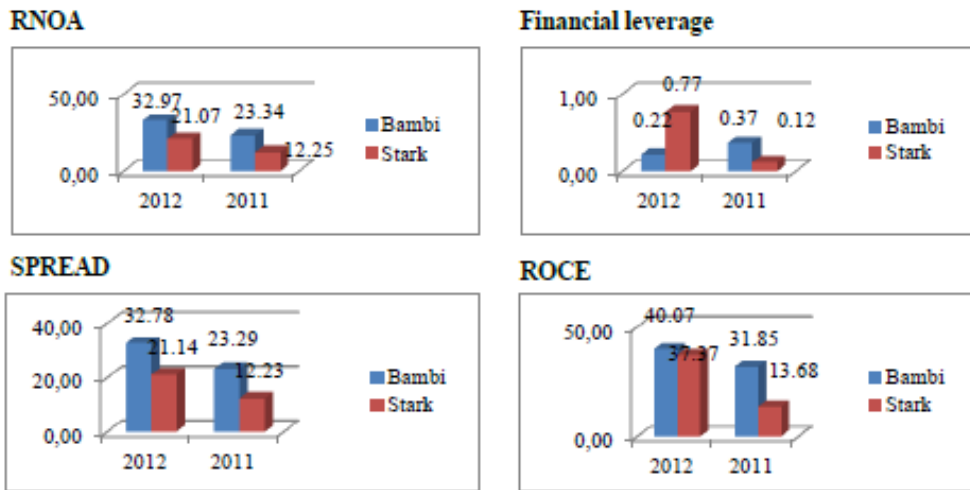 RNOA
50,00
32.97
21.07
23.34
12.25
0,00
2012
2011
Bambi
Stark
Financial leverage
1,00
0.22
0.77
0.37
0.12
0,00
2012
2011
Bambi
Stark
SPREAD
40,00
32.78
21.14
23.29
12.23
20,00
0,00
2012
2011
Bambi
Stark
ROCE
50,00
40.07
37.37
31.85
13.68
0,00
2012
2011
Bambi
Stark